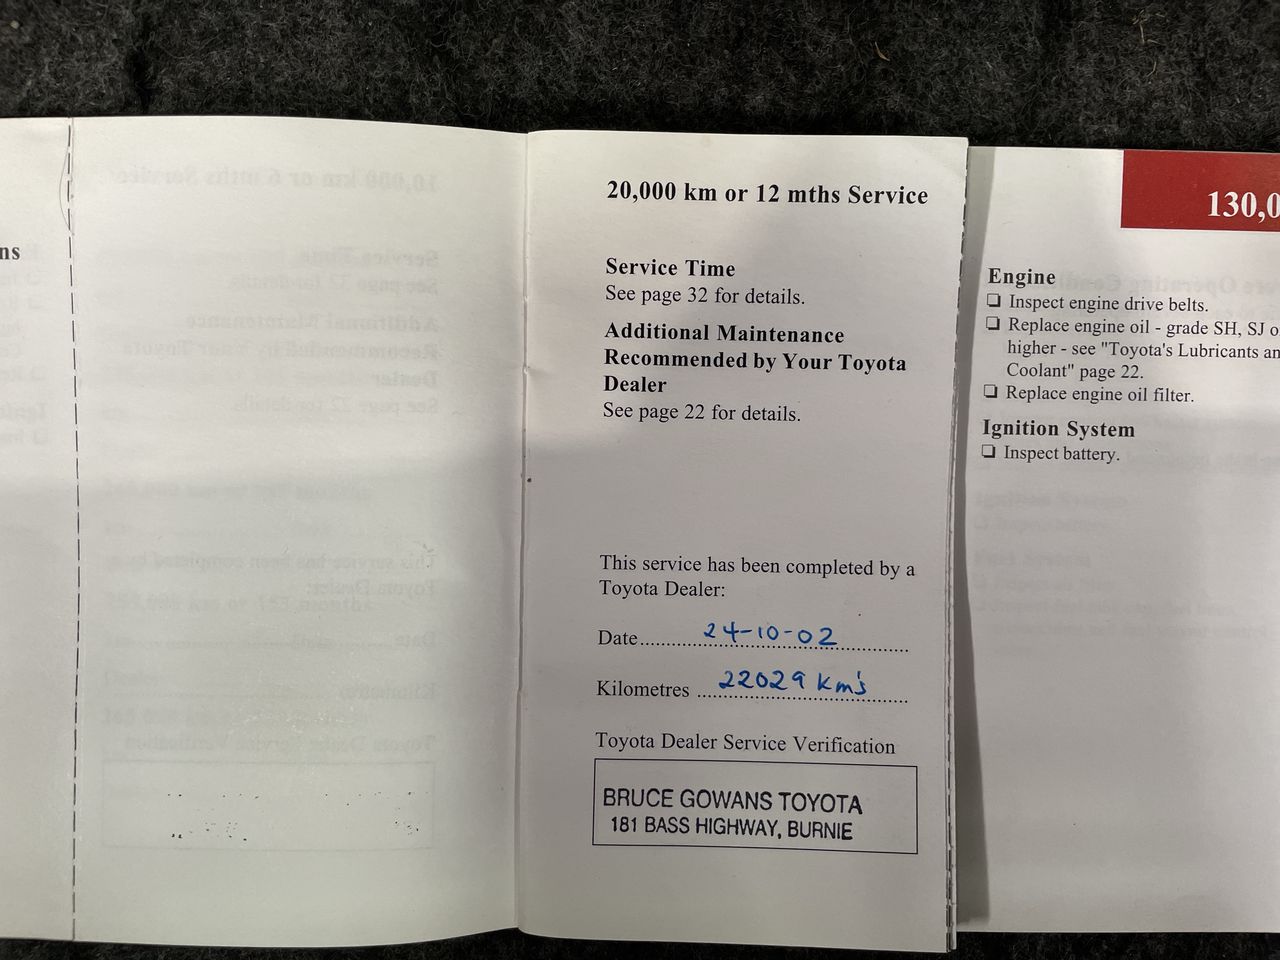 ns
20,000 km or 12 mths Service
Service Time
See page 32 for details.
Additional Maintenance
Recommended by Your Toyota
Dealer
See page 22 for details.
This service has been completed by a
Toyota Dealer:
Date 24-10-02
Kilometres 22029 Km's
Toyota Dealer Service Verification
BRUCE GOWANS TOYOTA
181 BASS HIGHWAY, BURNIE
130,0
Engine
❏ Inspect engine drive belts.
❏ Replace engine oil - grade SH, SJ o
higher - see "Toyota's Lubricants an
Coolant" page 22.
❏ Replace engine oil filter.
Ignition System
❏ Inspect battery.